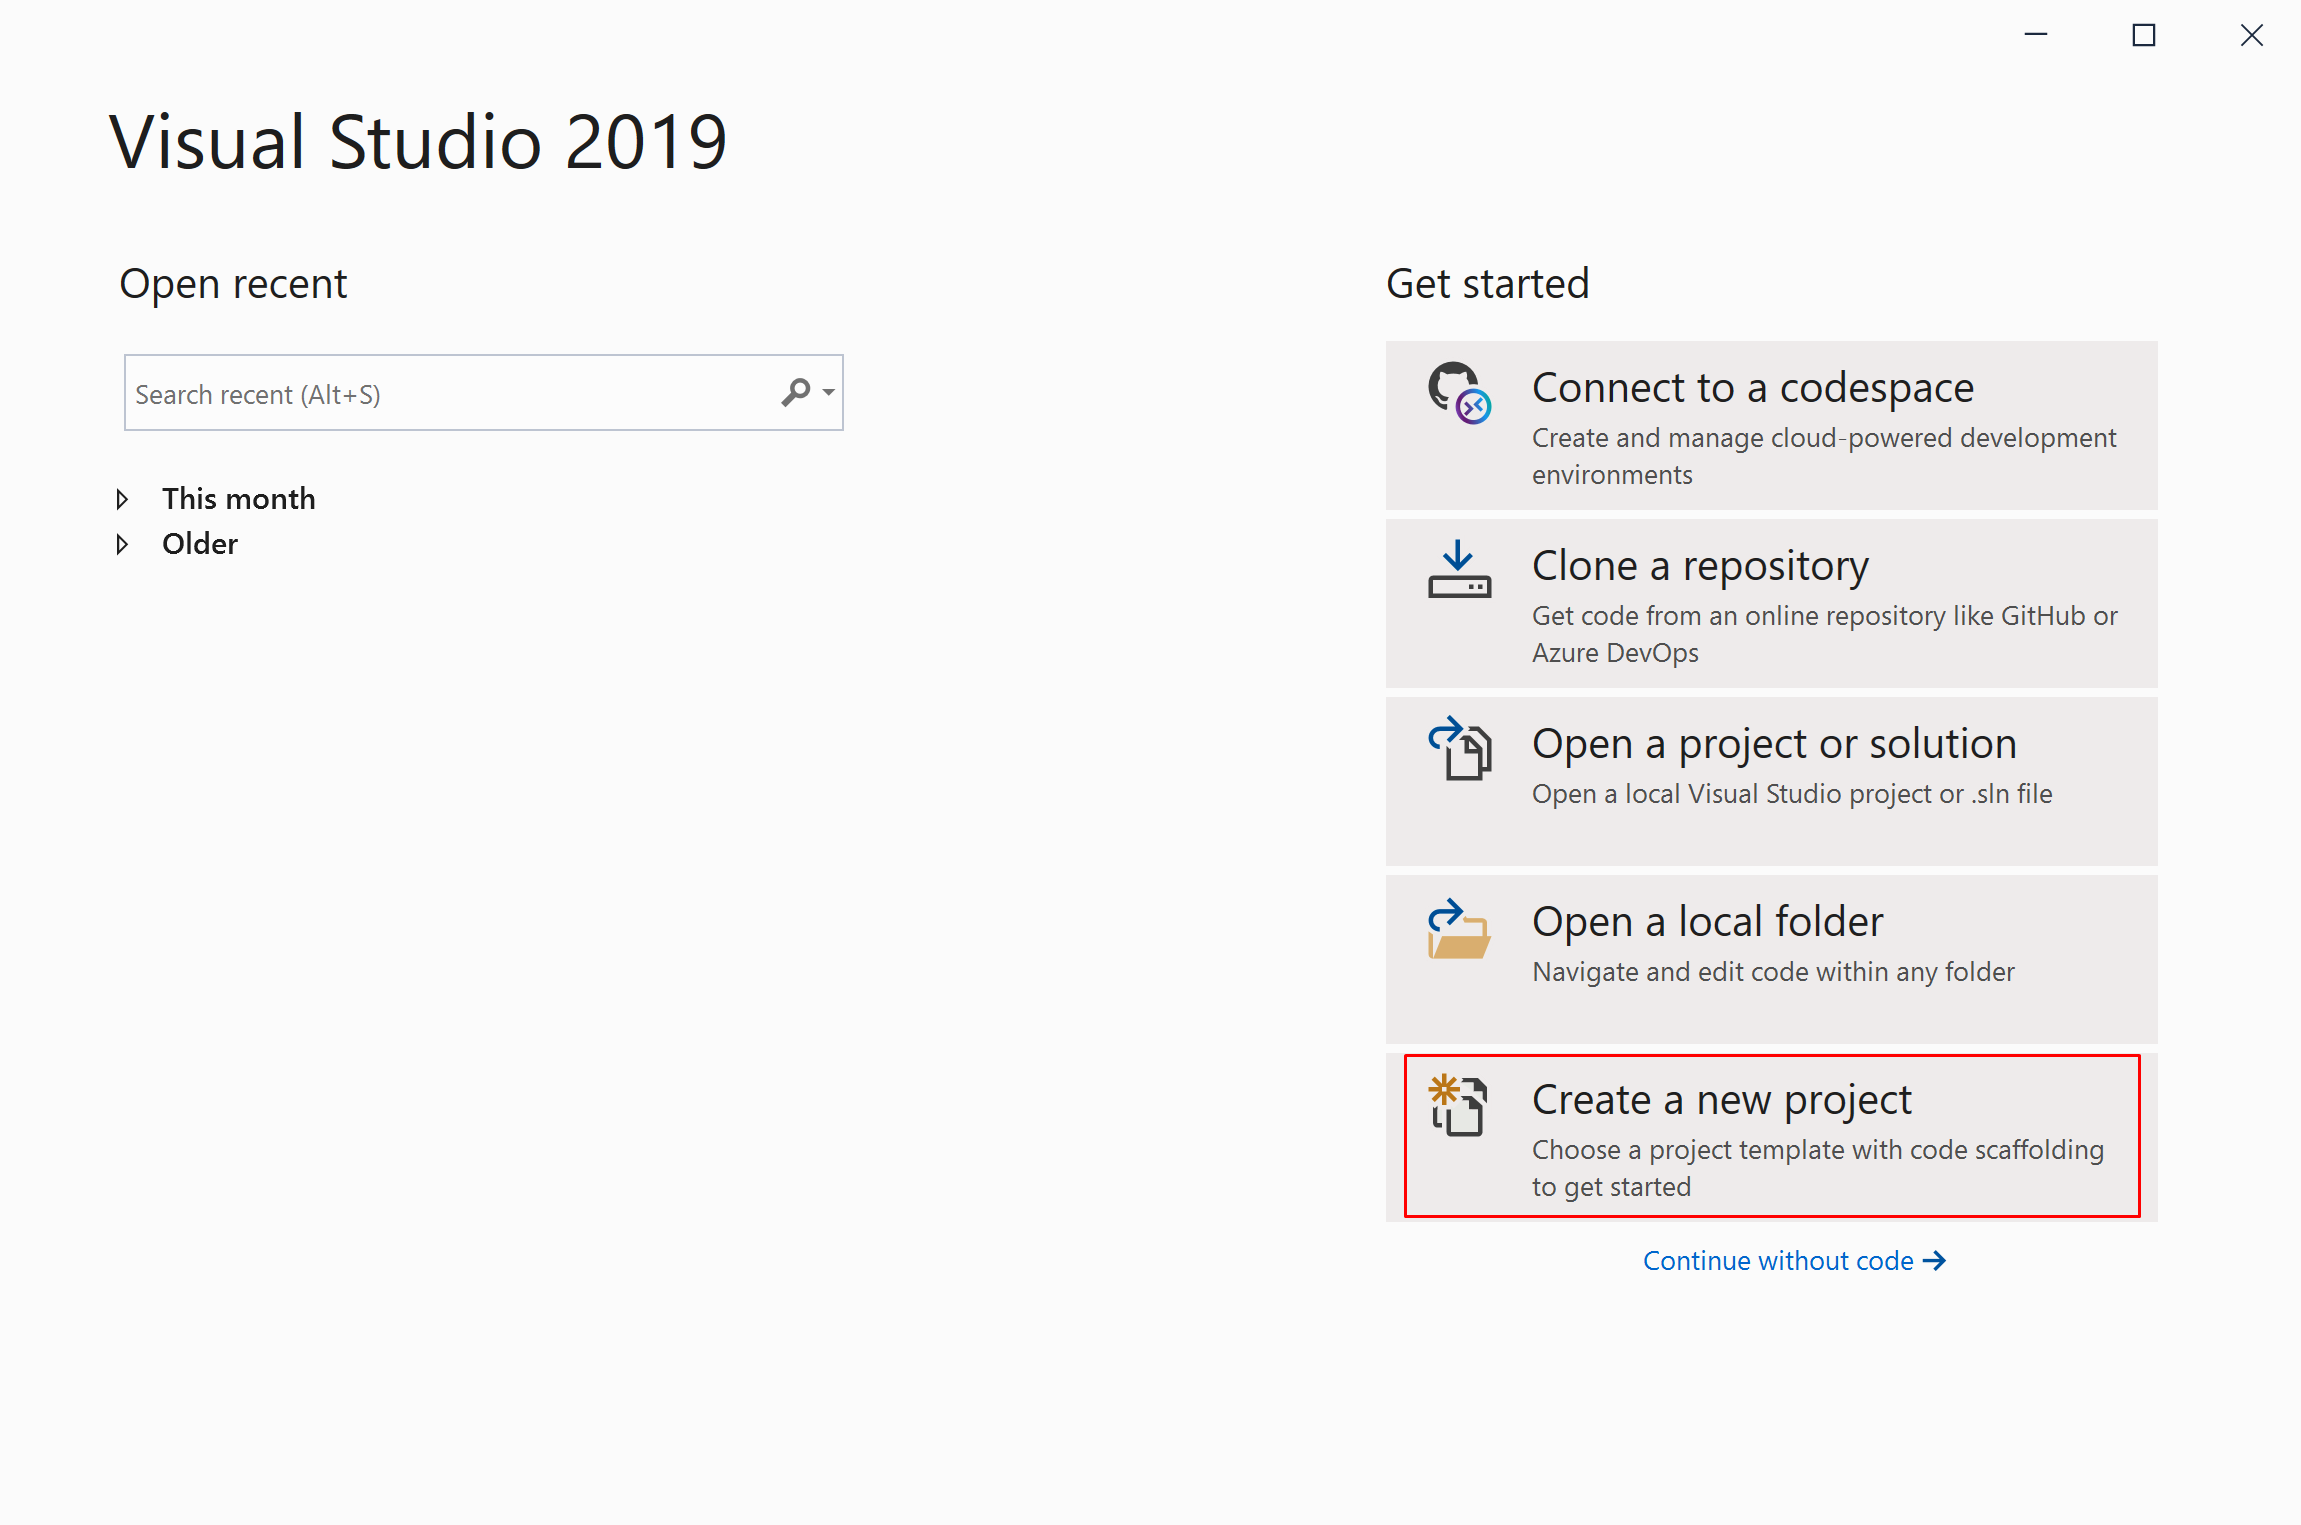 Visual Studio 2019
Open recent
Search recent (Alt+S)
This month
Older
Get started
Connect to a codespace
Create and manage cloud-powered development
environments
Clone a repository
Get code from an online repository like GitHub or
Azure DevOps
Open a project or solution
Open a local Visual Studio project or .sln file
Open a local folder
Navigate and edit code within any folder
Create a new project
Choose a project template with code scaffolding
to get started
Continue without code